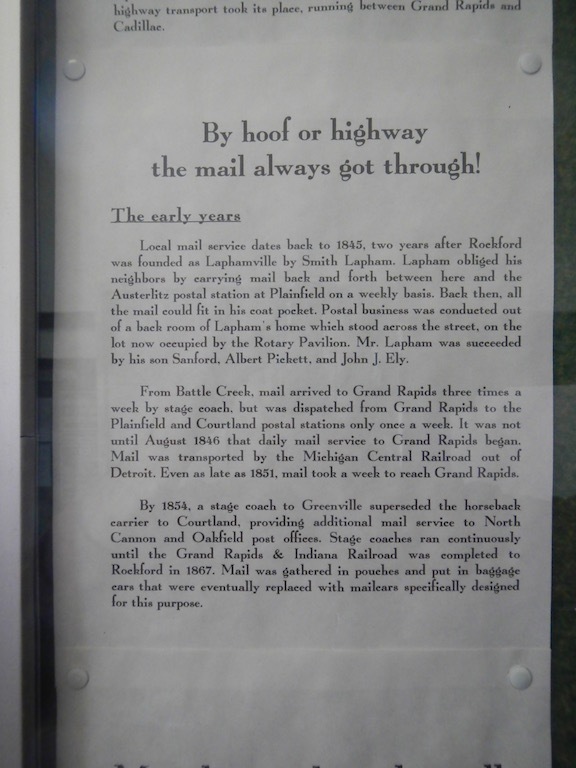 highway transport took its place, running between Grand Rapids and
Cadillac.
By hoof or highway
the mail always got through!
The early years
Local mail service dates back to 1845, two years after Rockford
was founded as Laphamville by Smith Lapham. Lapham obliged his
neighbors by carrying mail back and forth between here and the
Austerlitz postal station at Plainfield on a weekly basis. Back then, all
the mail could fit in his coat pocket. Postal business was conducted out
of a back room of Lapham's home which stood across the street, on the
lot now occupied by the Rotary Pavilion. Mr. Lapham was succeeded
by his son Sanford, Albert Pickett, and John J. Ely.
From Battle Creek, mail arrived to Grand Rapids three times a
week by stage coach, but was dispatched from Grand Rapids to the
Plainfield and Courtland postal stations only once a week. It was not
until August 1846 that daily mail service to Grand Rapids began.
Mail was transported by the Michigan Central Railroad out of
Detroit. Even as late as 1851, mail took a week to reach Grand Rapids.
By 1854, a stage coach to Greenville superseded the horseback
carrier to Courtland, providing additional mail service to North
Cannon and Oakfield post offices. Stage coaches ran continuously
until the Grand Rapids & Indiana Railroad was completed to
Rockford in 1867. Mail was gathered in pouches and put in baggage
cars that were eventually replaced with mailcars specifically designed
for this purpose.